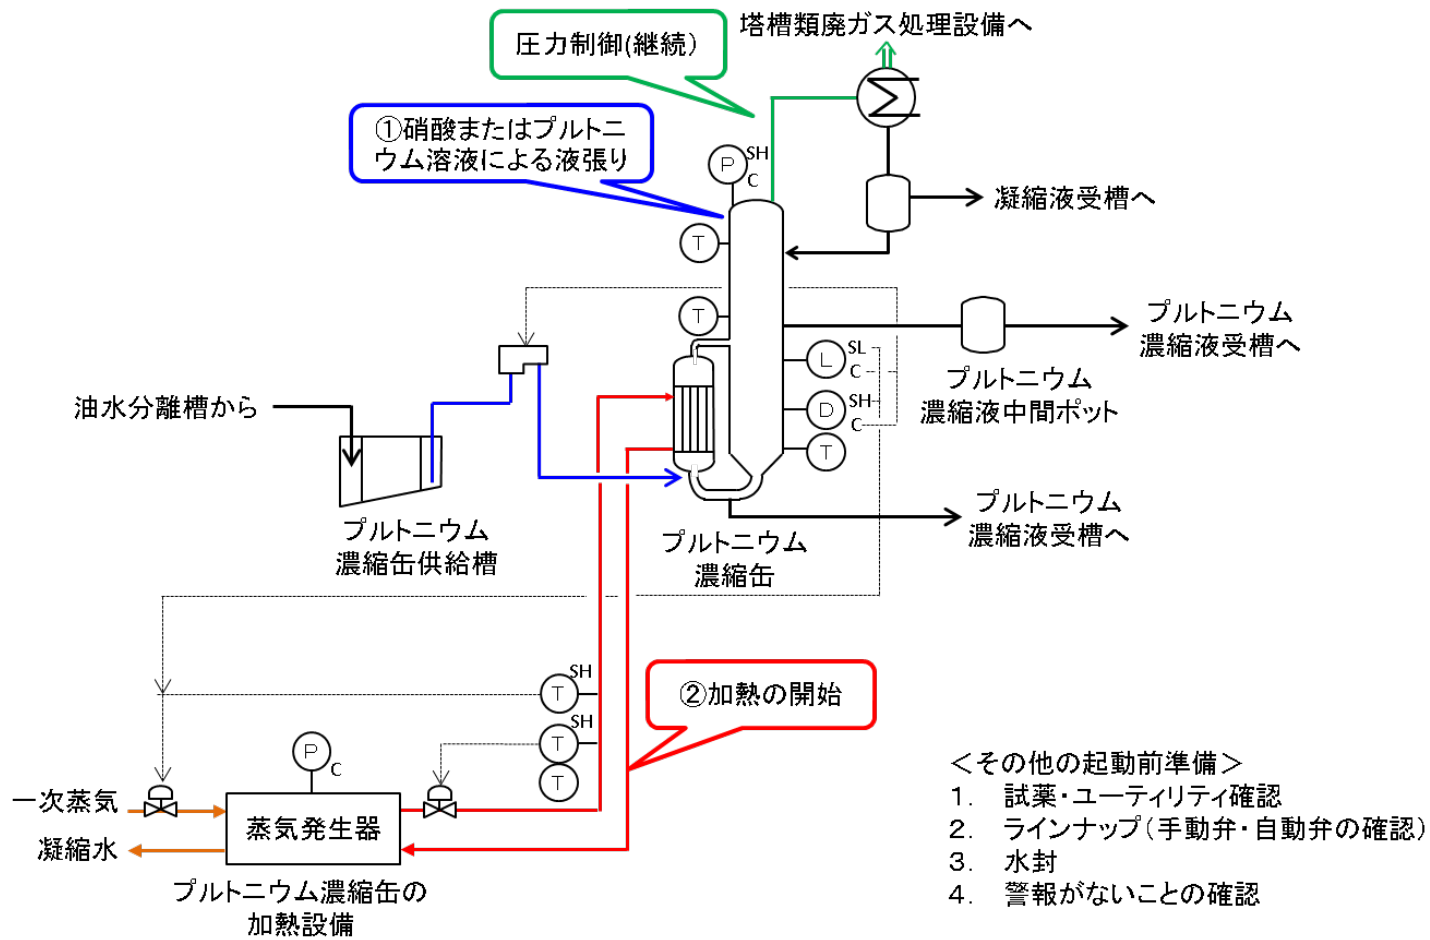 塔槽類廃ガス処理設備へ
圧力制御(継続）
①硝酸またはプルトニ
ウム溶液による液張り
P
SH
C
凝縮液受槽へ
T
T
プルトニウム
濃縮液受槽へ
L
SL
C
プルトニウム
濃縮液中間ポット
D
SH
C
T
油水分離槽から
プルトニウム
濃縮缶供給槽
プルトニウム
濃縮缶
プルトニウム
濃縮液受槽へ
T
SH
T
SH
T
②加熱の開始
P
C
一次蒸気
凝縮水
蒸気発生器
プルトニウム濃縮缶の
加熱設備
＜その他の起動前準備＞
1. 試薬・ユーティリティ確認
2. ラインナップ（手動弁・自動弁の確認）
3. 水封
4. 警報がないことの確認